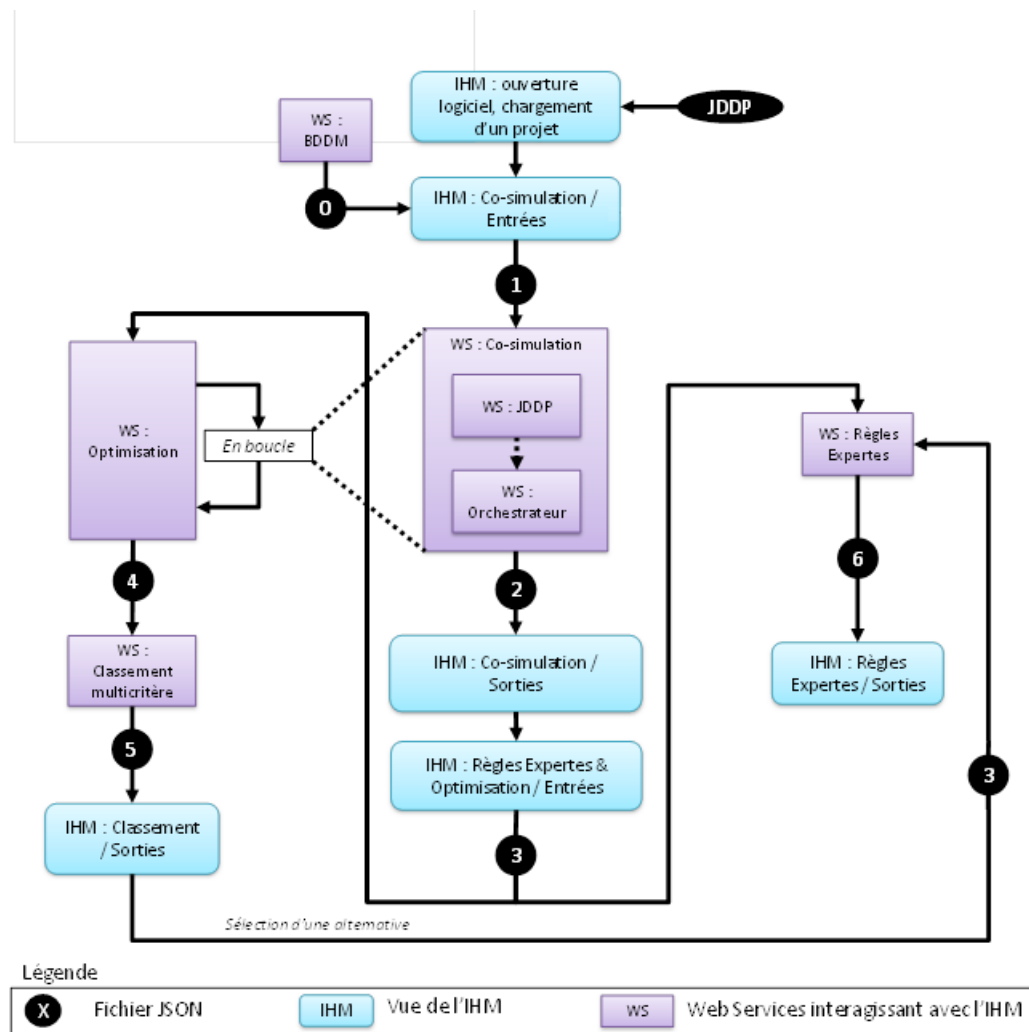 IHM : ouverture
logiciel, chargement
d'un projet
JDDP
WS :
BDDM
0
IHM : Co-simulation /
Entrées
1
WS : Co-simulation
WS : JDDP
WS :
Orchestrateur
WS :
Optimisation
En boucle
WS : Règles
Expertes
4
2
6
WS :
Classement
multicritère
IHM : Co-simulation /
Sorties
IHM : Règles
Expertes / Sorties
5
IHM : Règles Expertes &
Optimisation / Entrées
3
IHM : Classement
/ Sorties
3
Sélection d'une alternative
Légende
X Fichier JSON IHM Vue de l'IHM WS Web Services interagissant avec l'IHM